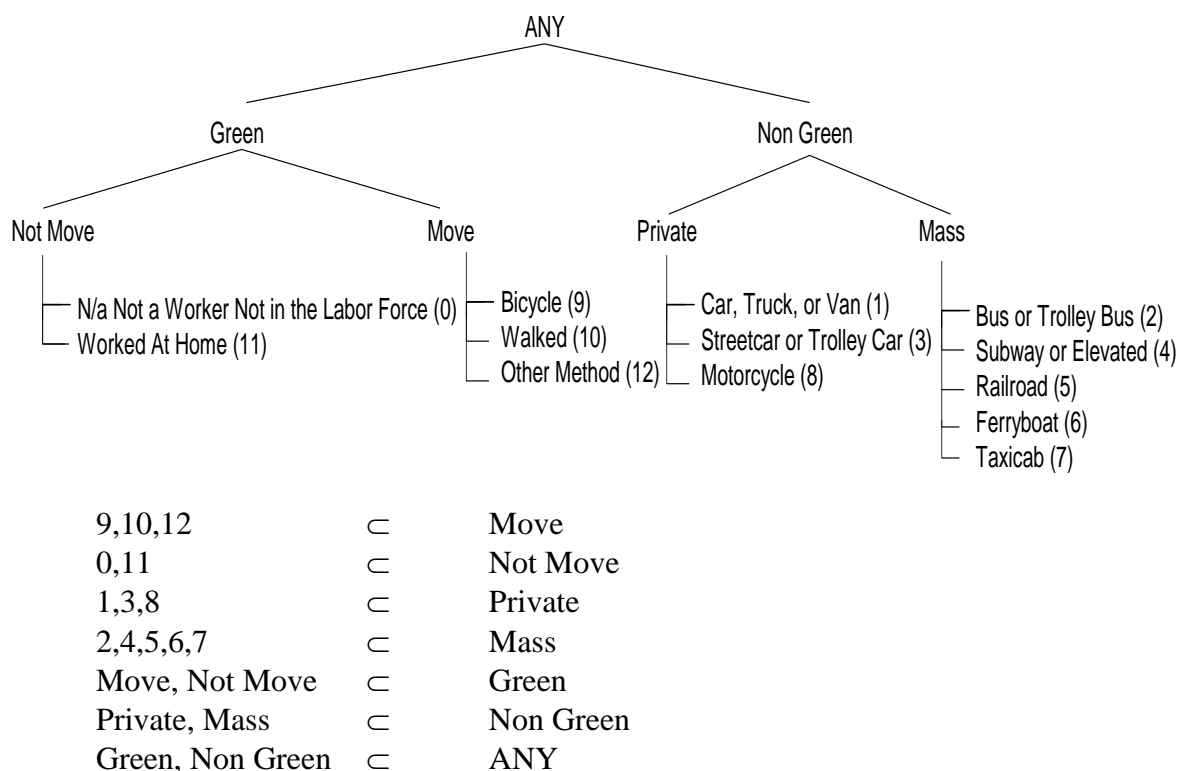 ANY
Green Non Green
Not Move Move Private Mass
N/a Not a Worker Not in the Labor Force (0)
Worked At Home (11)
Bicycle (9)
Walked (10)
Other Method (12)
Car, Truck, or Van (1)
Streetcar or Trolley Car (3)
Motorcycle (8)
Bus or Trolley Bus (2)
Subway or Elevated (4)
Railroad (5)
Ferryboat (6)
Taxicab (7)
9,10,12 ⊂ Move
0,11 ⊂ Not Move
1,3,8 ⊂ Private
2,4,5,6,7 ⊂ Mass
Move, Not Move ⊂ Green
Private, Mass ⊂ Non Green
Green, Non Green ⊂ ANY